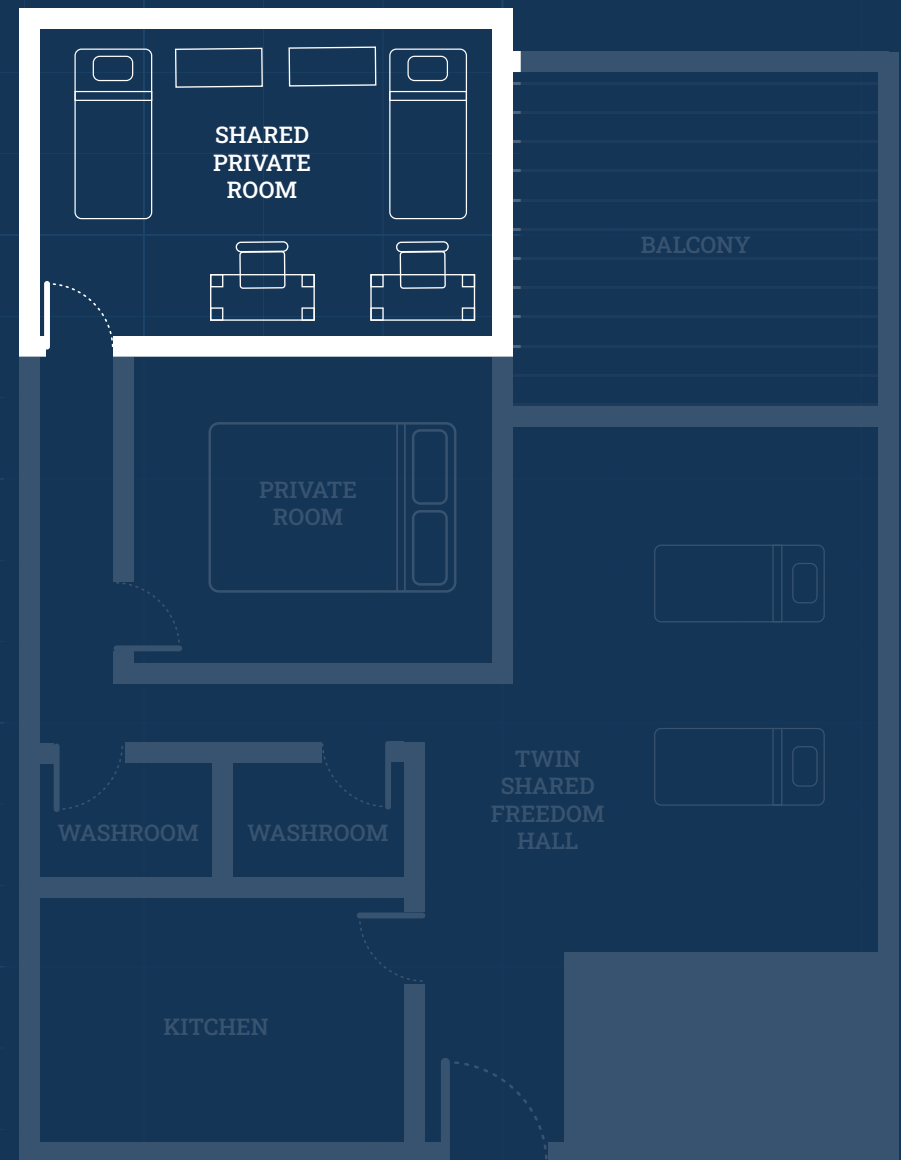 SHARED
PRIVATE
ROOM
BALCONY
PRIVATE
ROOM
TWIN
SHARED
FREEDOM
HALL
WASHROOM
WASHROOM
KITCHEN